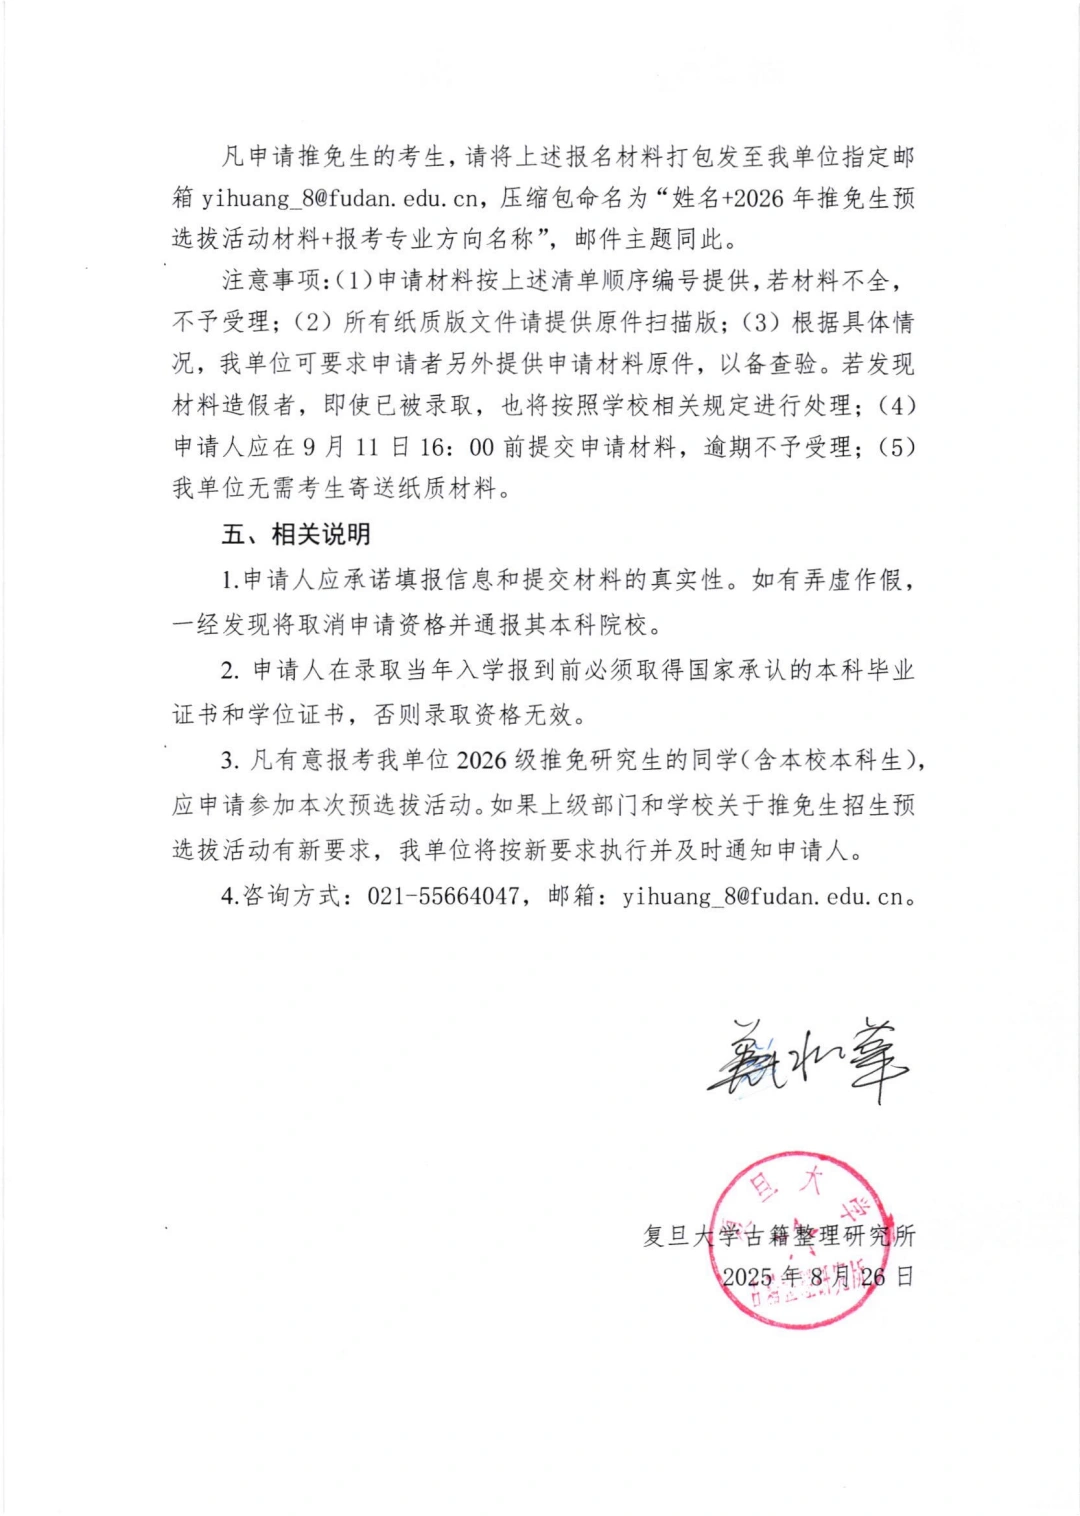 凡申请推免生的考生，请将上述报名材料打包发至我单位指定邮
箱 yihuang_8@fudan.edu.cn，压缩包命名为“姓名+2026 年推免生预
选拔活动材料+报考专业方向名称”，邮件主题同此。
注意事项：（1）申请材料按上述清单顺序编号提供，若材料不全，
不予受理；（2）所有纸质版文件请提供原件扫描版；（3）根据具体情
况，我单位可要求申请者另外提供申请材料原件，以备查验。若发现
材料造假者，即使已被录取，也将按照学校相关规定进行处理；（4）
申请人应在 9 月 11 日 16：00 前提交申请材料，逾期不予受理；（5）
我单位无需考生寄送纸质材料。
五、相关说明
1.申请人应承诺填报信息和提交材料的真实性。如有弄虚作假，
一经发现将取消申请资格并通报其本科院校。
2. 申请人在录取当年入学报到前必须取得国家承认的本科毕业
证书和学位证书，否则录取资格无效。
3. 凡有意报考我单位 2026 级推免研究生的同学（含本校本科生），
应申请参加本次预选拔活动。如果上级部门和学校关于推免生招生预
选拔活动有新要求，我单位将按新要求执行并及时通知申请人。
4.咨询方式：021-55664047，邮箱：yihuang_8@fudan.edu.cn。
复旦大学
复旦大学古籍整理研究所
2025 年 8 月 26 日
古籍整理研究所